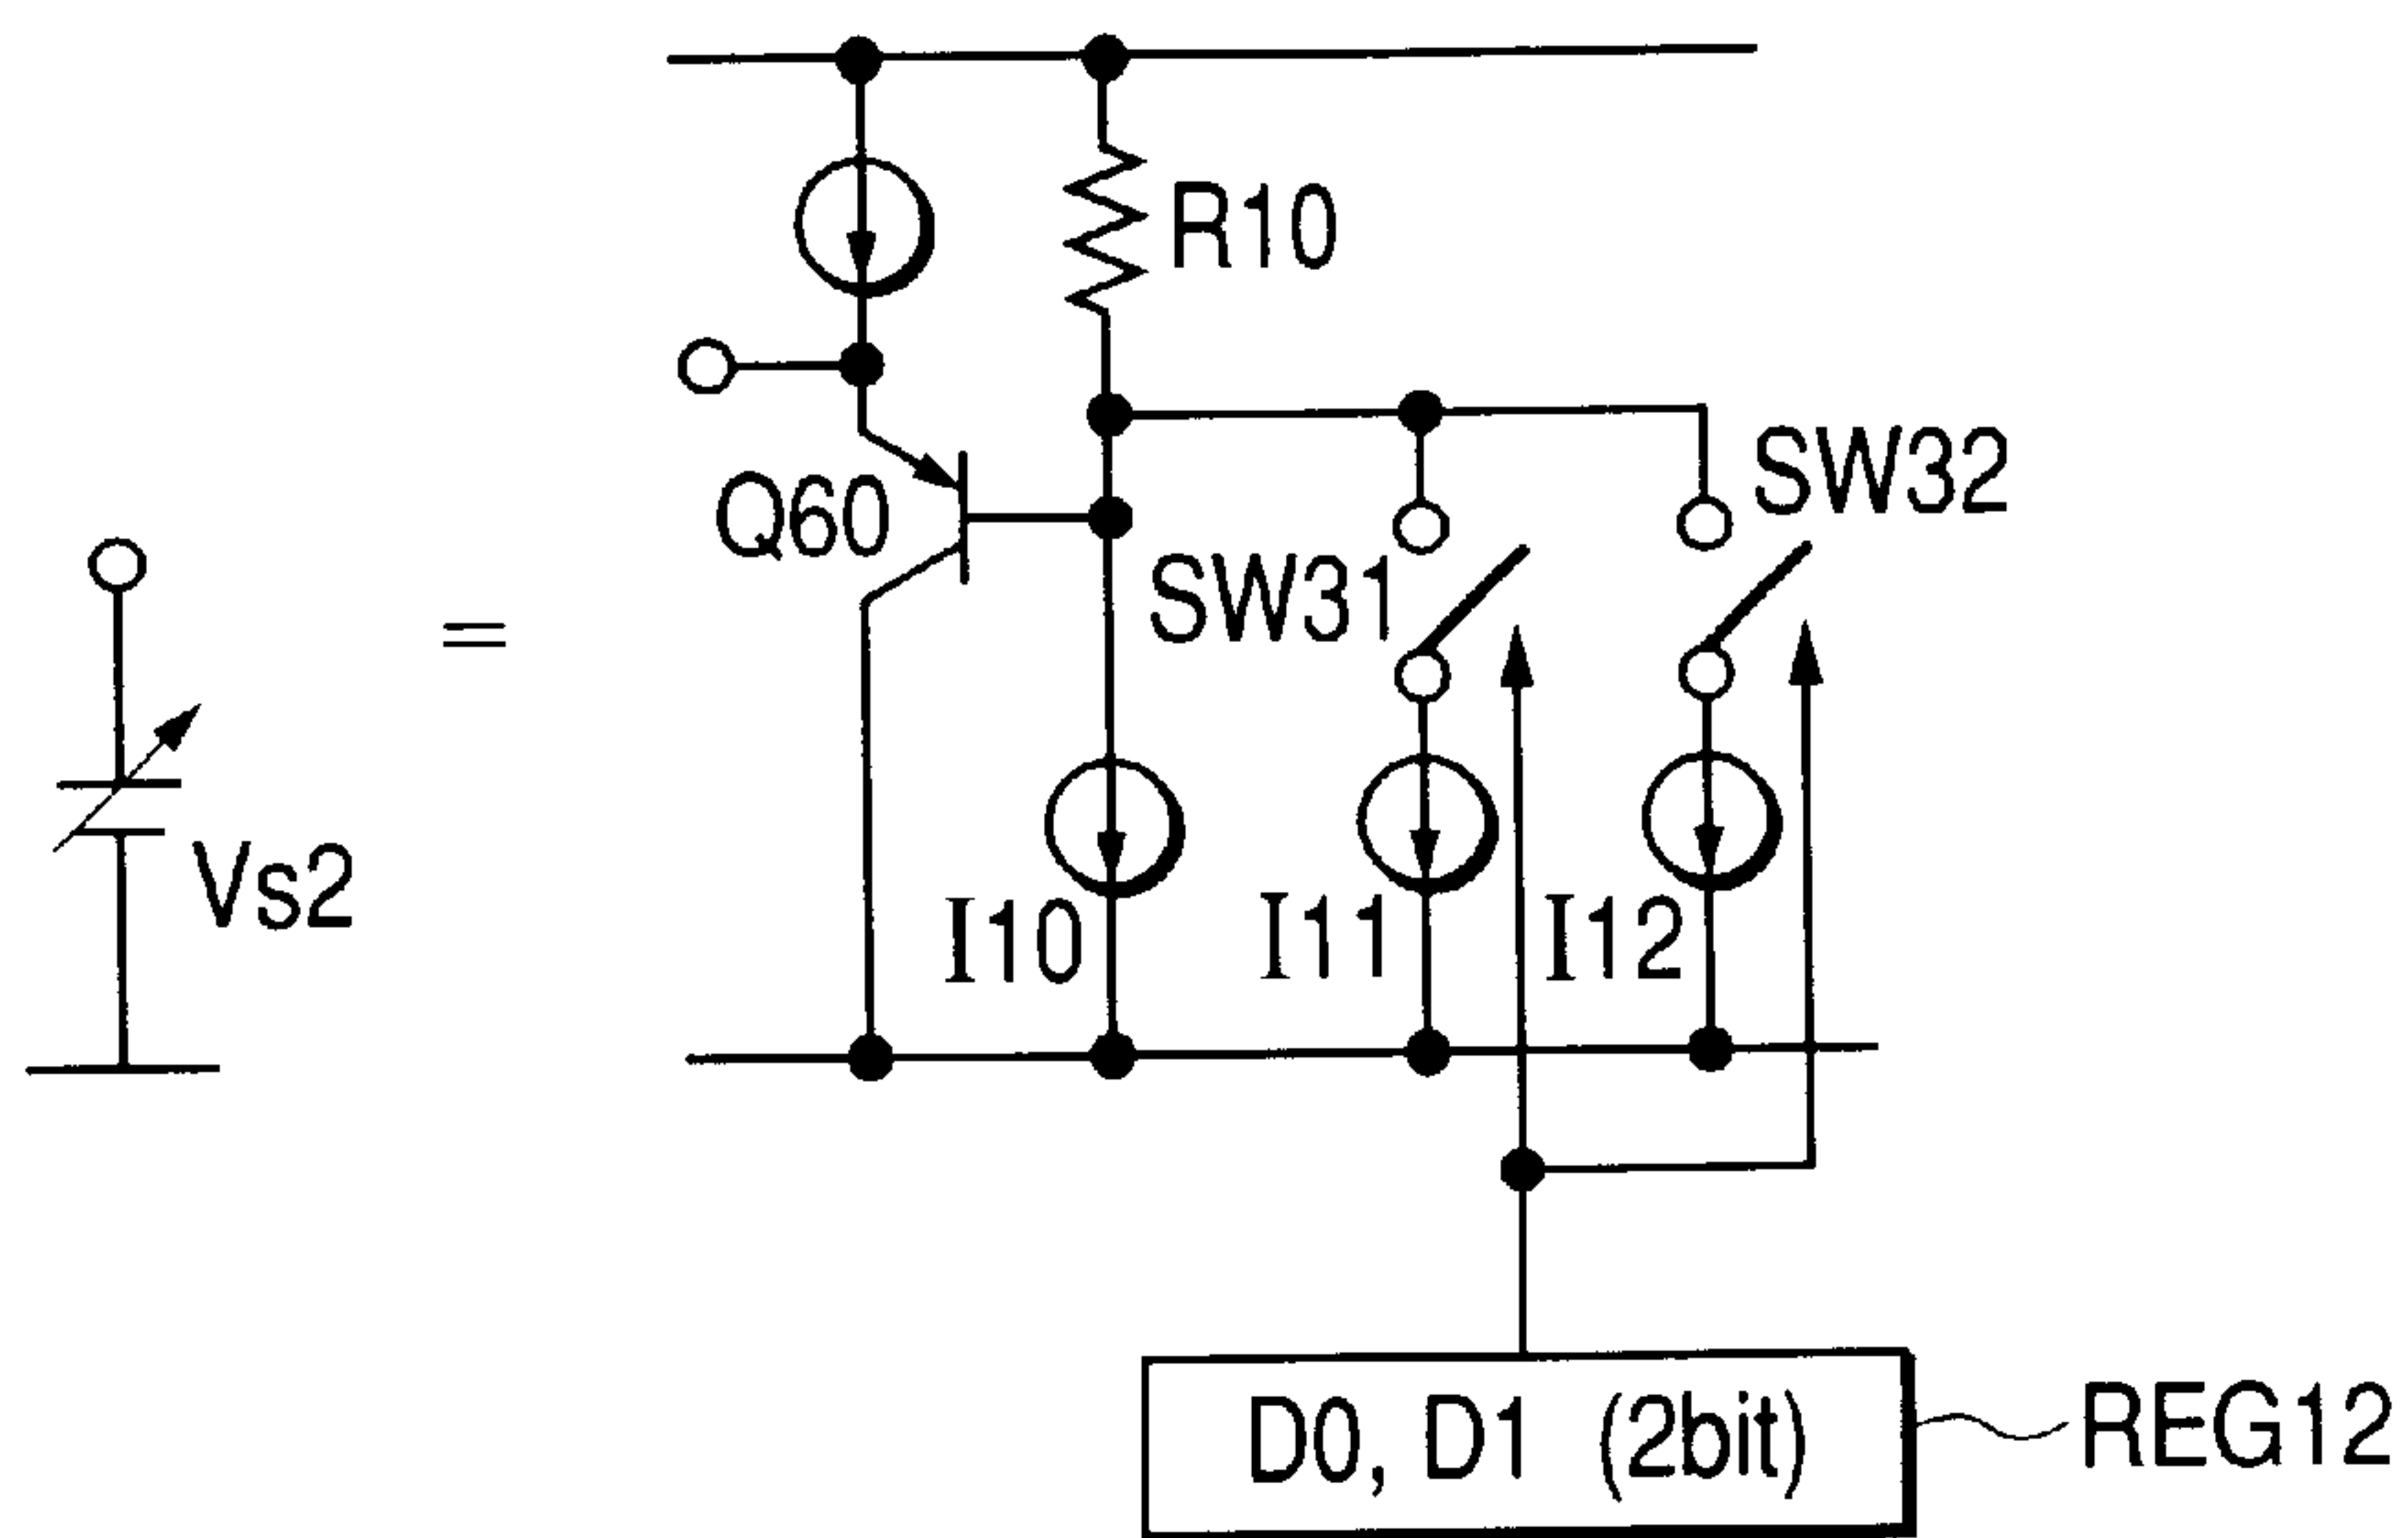 R10
SW32
Q60
SW31
=
Vs2
I10
I11
I12
D0, D1 (2bit)
REG12